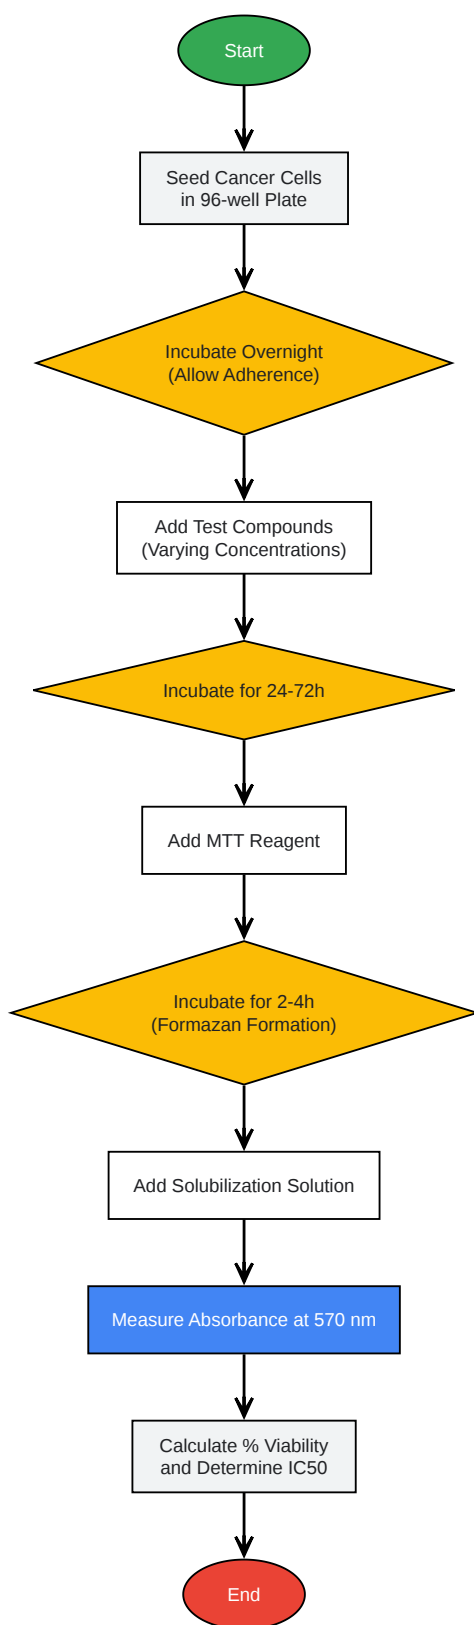 Start
Seed Cancer Cells
in 96-well Plate
Incubate Overnight
(Allow Adherence)
Add Test Compounds
(Varying Concentrations)
Incubate for 24-72h
Add MTT Reagent
Incubate for 2-4h
(Formazan Formation)
Add Solubilization Solution
Measure Absorbance at 570 nm
Calculate % Viability
and Determine IC50
End